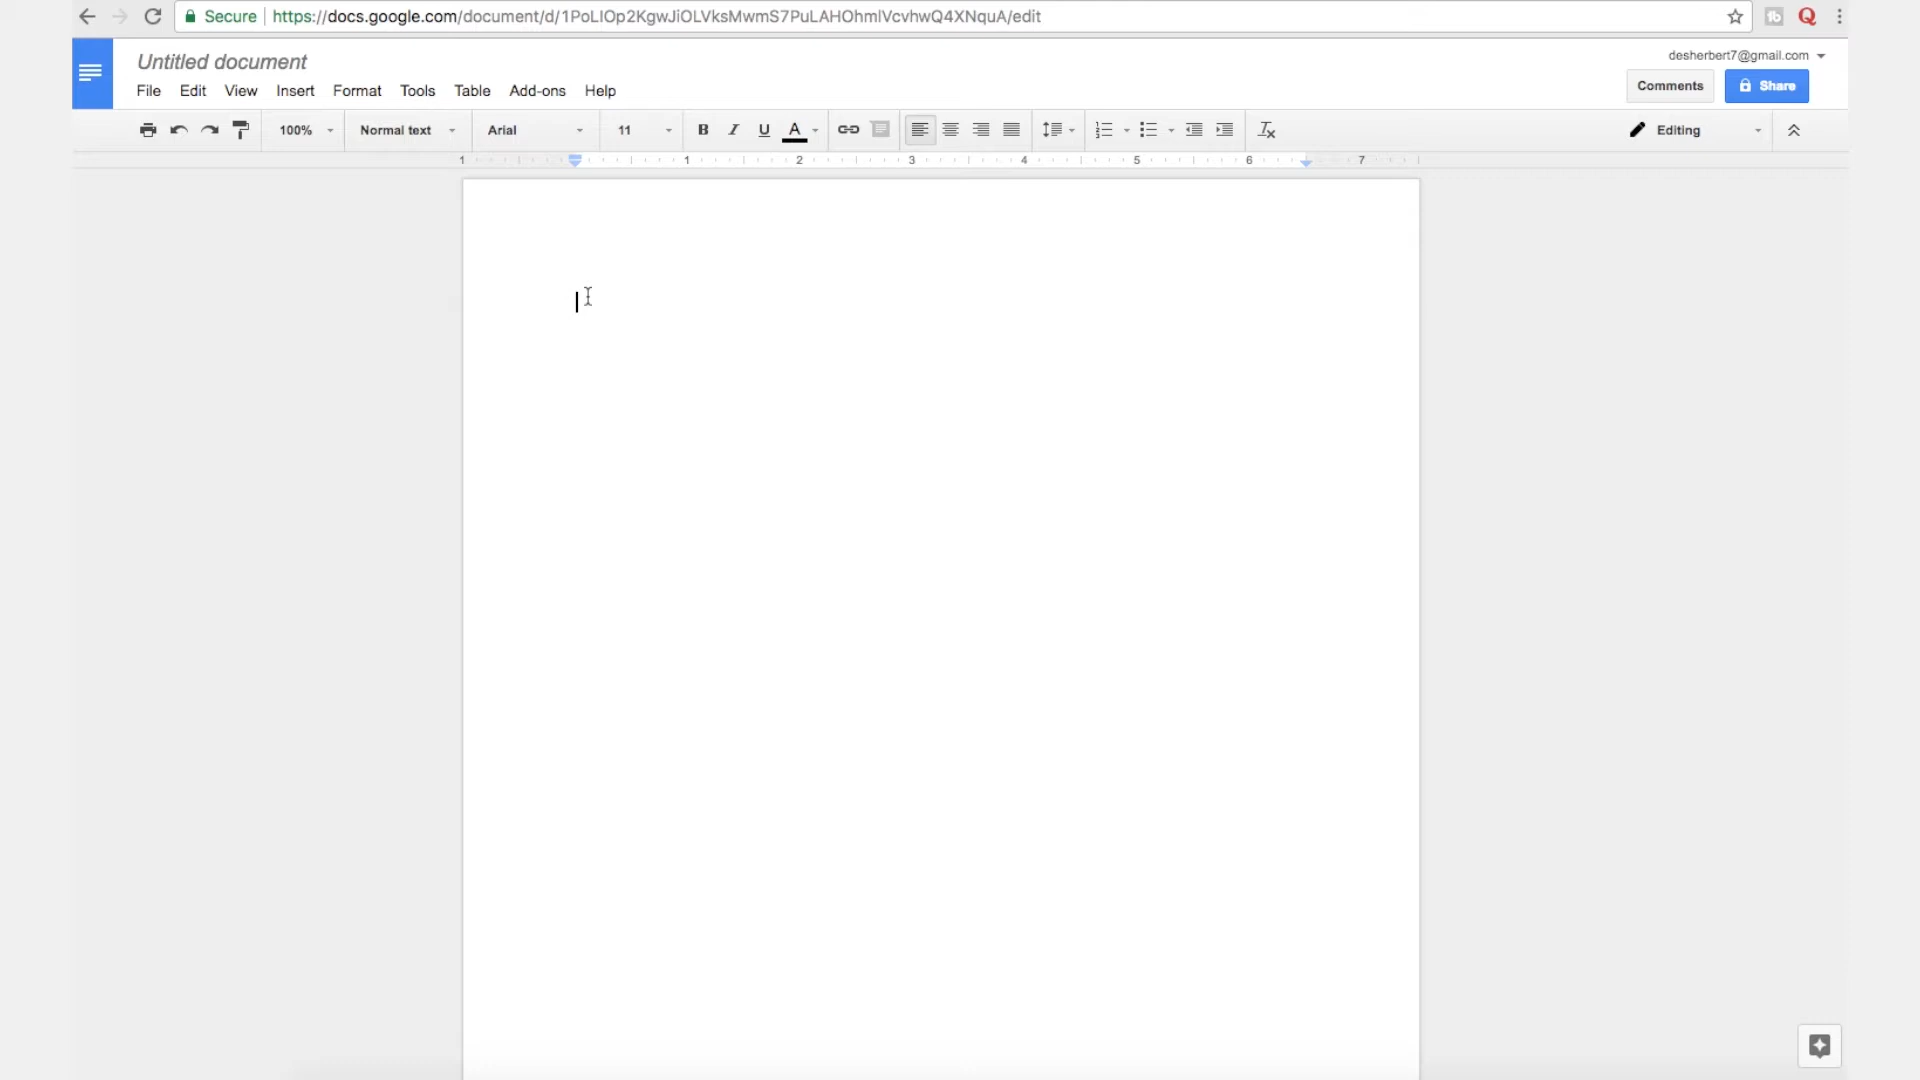 Secure https://docs.google.com/document/d/1PoLIOp2KgwJiOLVksMwmS7PuLAHOhmlVcvhwQ4XNquA/edit
Untitled document
desherbert7@gmail.com
File Edit View Insert Format Tools Table Add-ons Help
Comments Share
100% Normal text Arial 11 B I U A Editing
1 1 2 3 4 5 6 7